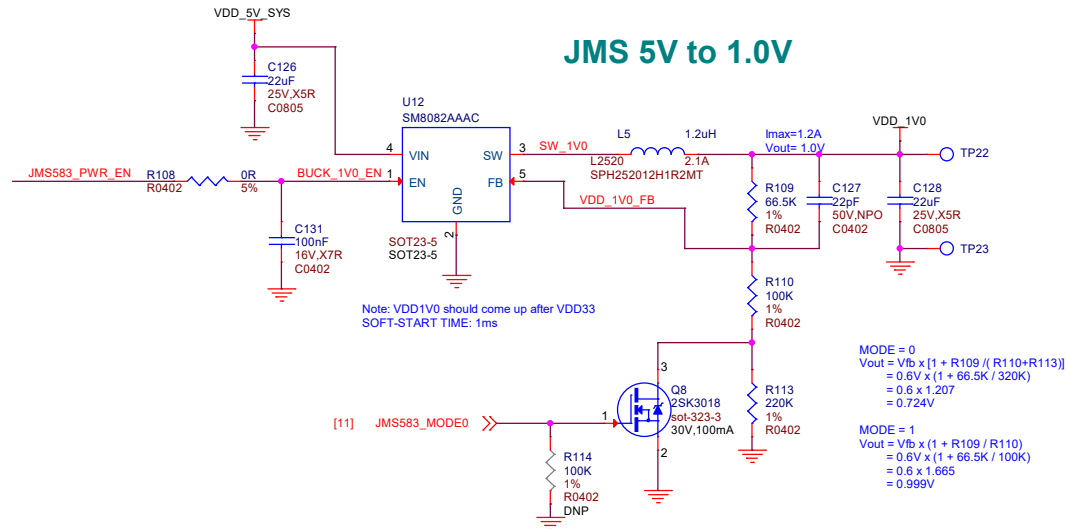 VDD_5V_SYS
JMS 5V to 1.0V
C126
22uF
25V,X5R
C0805
U12
SM8082AAAC
4
VIN
SW
3
SW_1V0
L5
1.2uH
L2520
2.1A
SPH252012H1R2MT
Imax=1.2A
Vout= 1.0V
VDD_1V0
TP22
JMS583_PWR_EN
R108
0R
R0402
5%
BUCK_1V0_EN
1
EN
FB
5
VDD_1V0_FB
GND
2
R109
66.5K
1%
R0402
C127
22pF
50V,NPO
C0402
C128
22uF
25V,X5R
C0805
TP23
C131
100nF
16V,X7R
C0402
SOT23-5
SOT23-5
R110
100K
1%
R0402
Note: VDD1V0 should come up after VDD33
SOFT-START TIME: 1ms
3
Q8
2SK3018
sot-323-3
30V,100mA
1
2
R113
220K
1%
R0402
[11]
JMS583_MODE0
R114
100K
1%
R0402
DNP
MODE = 0
Vout = Vfb x [1 + R109 /( R110+R113)]
= 0.6V x (1 + 66.5K / 320K)
= 0.6 x 1.207
= 0.724V
MODE = 1
Vout = Vfb x (1 + R109 / R110)
= 0.6V x (1 + 66.5K / 100K)
= 0.6 x 1.665
= 0.999V